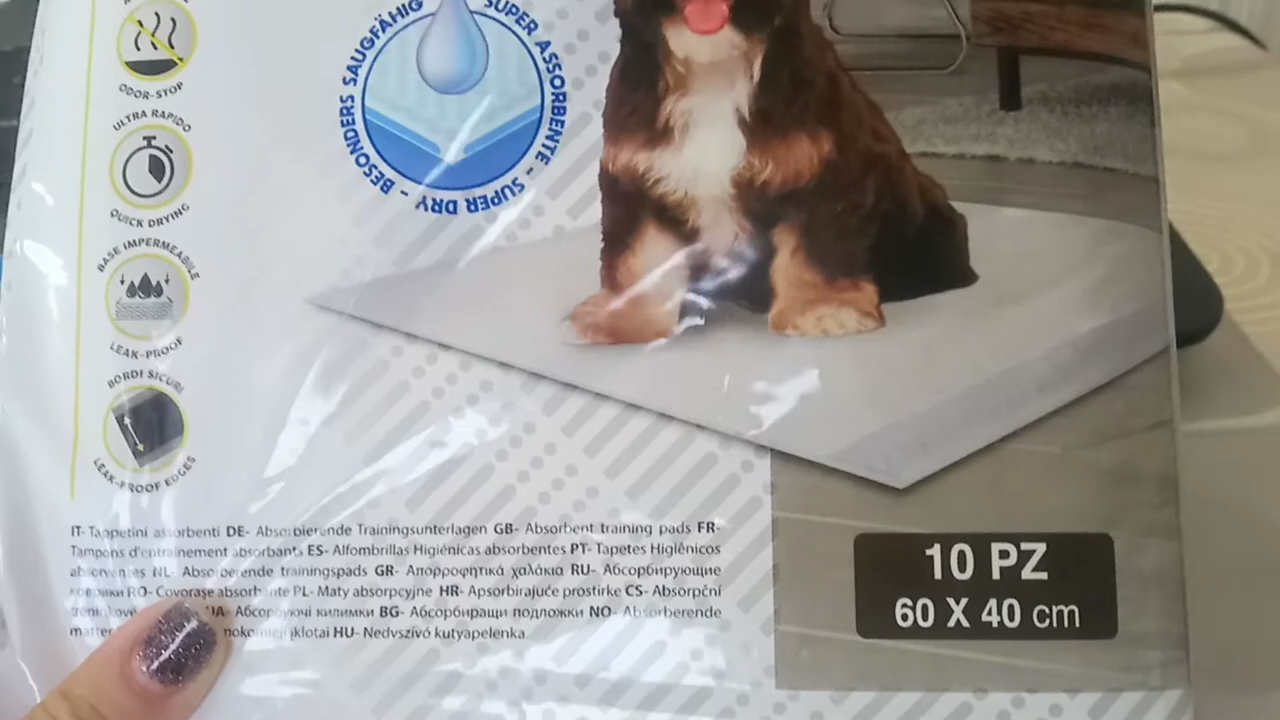 ODOR-STOP
ULTRA RAPIDO
QUICK DRYING
BASE IMPERMEABILE
LEAK-PROOF
BORDI SICURI
LEAK-PROOF EDGES
BESONDERS SAUGFÄHIG
SUPER ASSORBENTE - SUPER DRY -
IT- Tappetini assorbenti DE- Absorbierende Trainingsunterlagen GB- Absorbent training pads FR-
Tampons d'entraînement absorbants ES- Alfombrillas Higiénicas absorbentes PT- Tapetes Higiênicos
absorventes NL- Absorberende trainingspads GR- Απορροφητικά χαλάκια RU- Абсорбирующие
коврики RO- Covorașe absorbante PL- Maty absorpcyjne HR- Apsorbirajuće prostirke CS- Absorpční
tréninkové UA- Абсорбуючі килимки BG- Абсорбиращи подложки NO- Absorberende
matter HU- Nedvszívó kutyapelenka.
10 PZ
60 X 40 cm